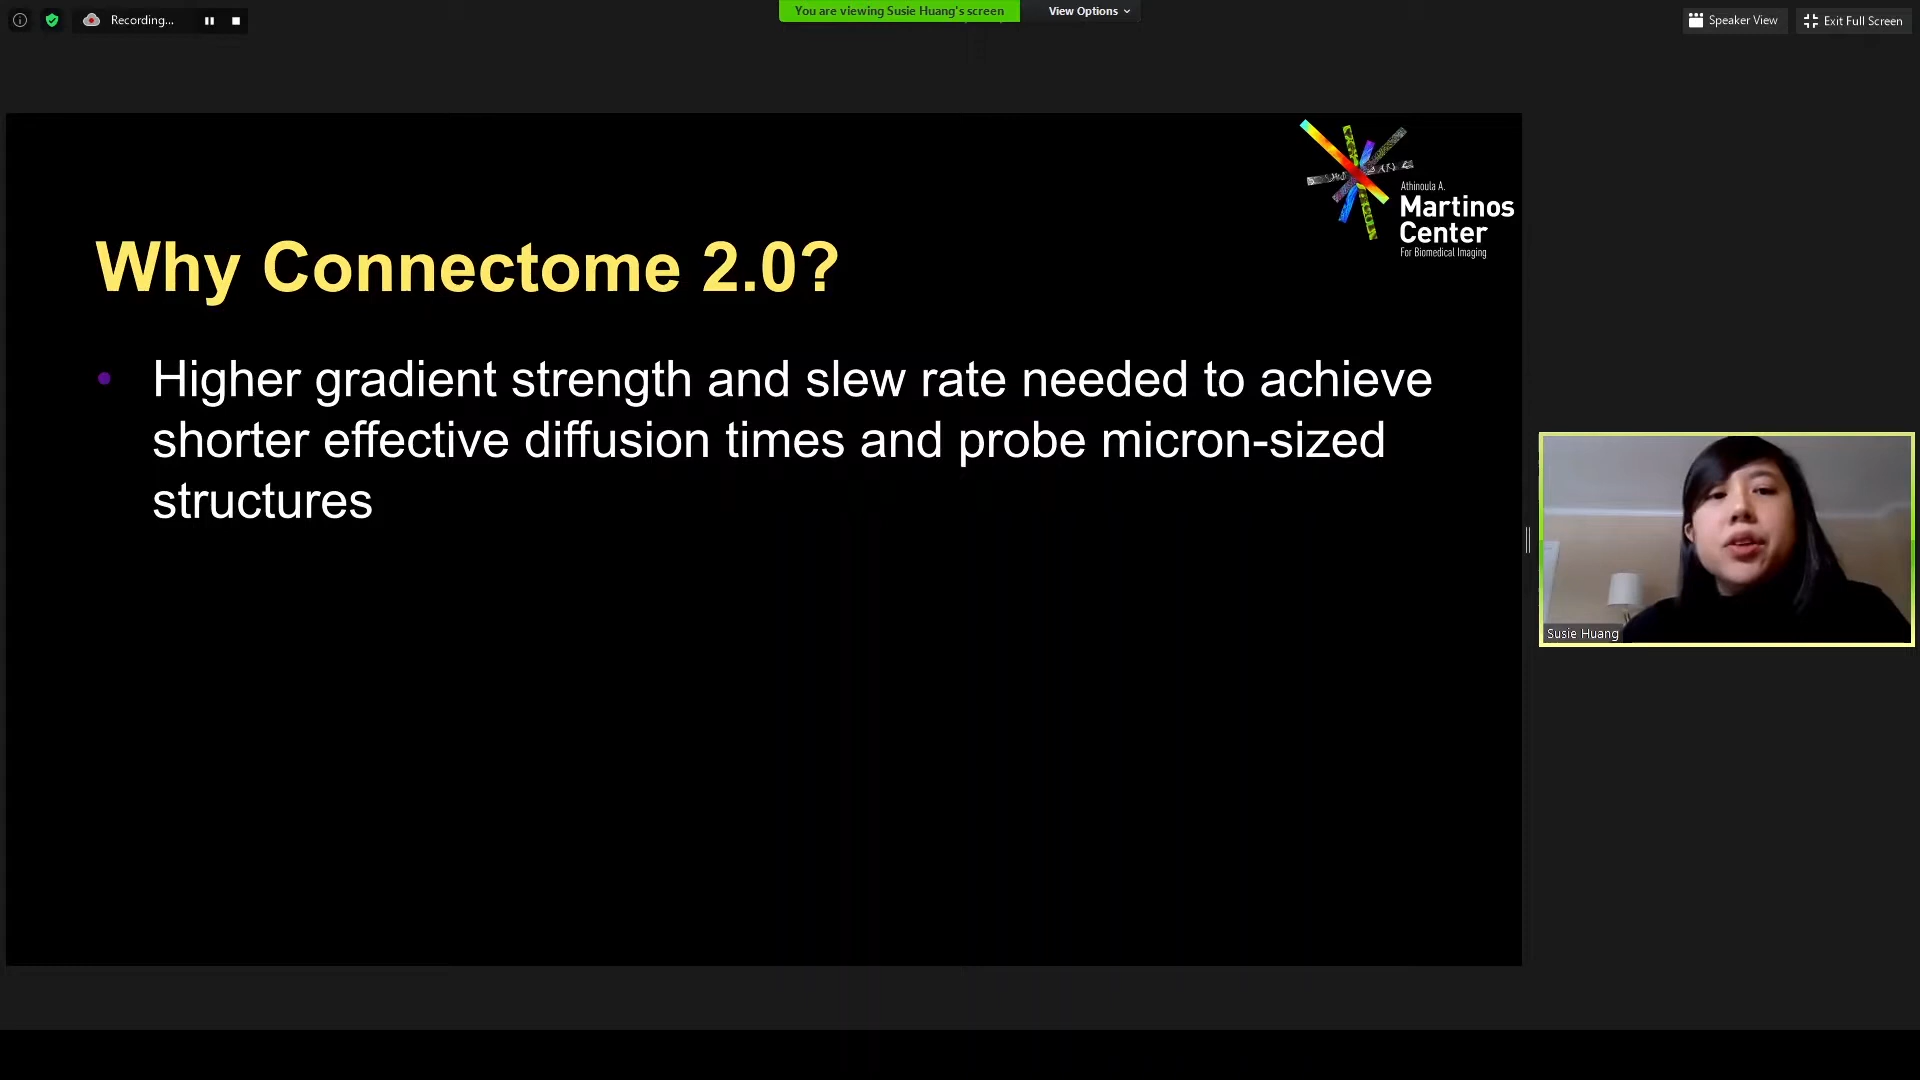 Recording...
You are viewing Susie Huang's screen
View Options
Speaker View
Exit Full Screen
Athinoula A.
Martinos
Center
For Biomedical Imaging
Why Connectome 2.0?
• Higher gradient strength and slew rate needed to achieve
shorter effective diffusion times and probe micron-sized
structures
Susie Huang